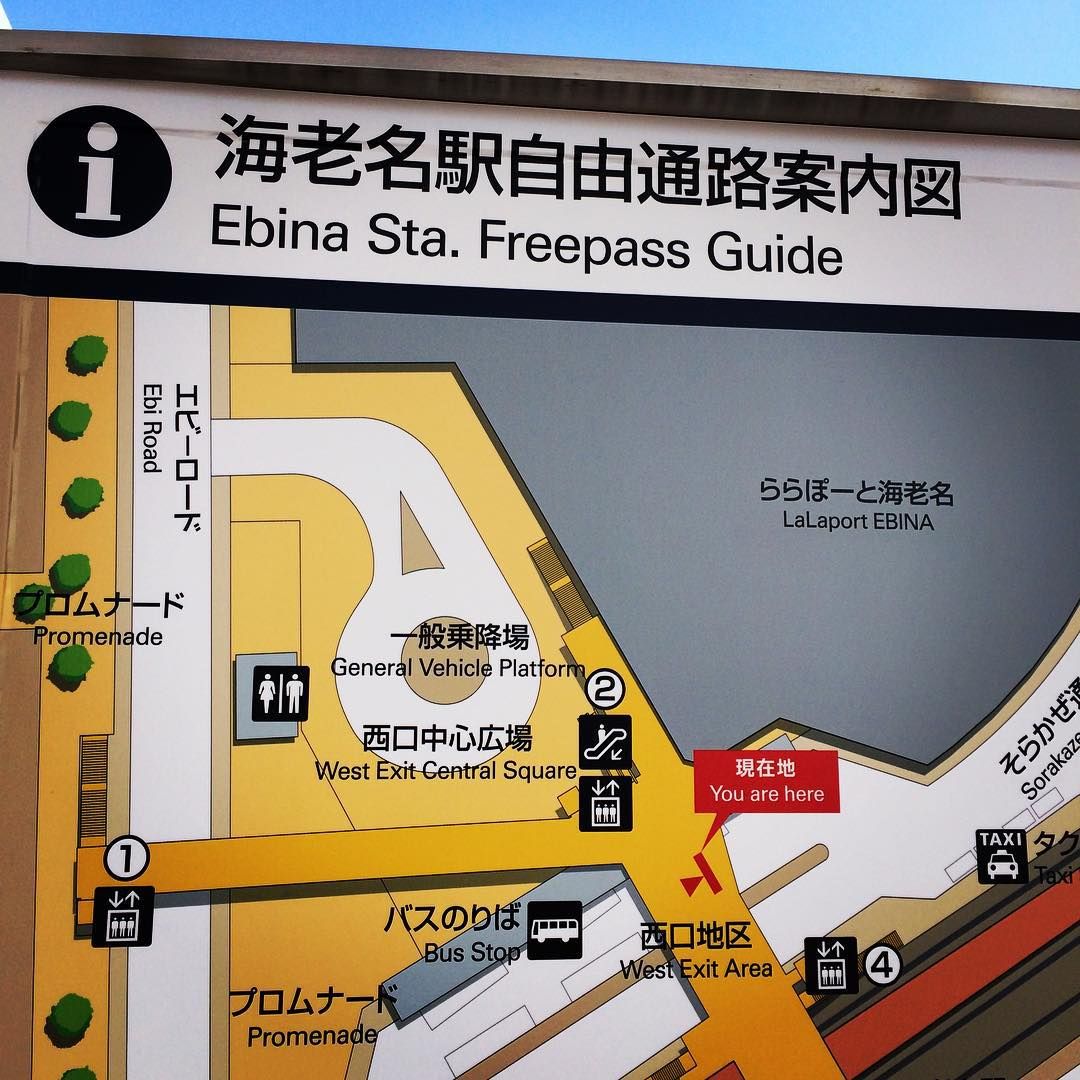 i
海老名駅自由通路案内図
Ebina Sta. Freepass Guide
エビーロード
Ebi Road
ららぽーと海老名
LaLaport EBINA
プロムナード
Promenade
一般乗降場
General Vehicle Platform
2
西口中心広場
West Exit Central Square
現在地
You are here
そらかぜ通
Sorakaze
1
TAXI
タク
Taxi
バスのりば
Bus Stop
西口地区
West Exit Area
4
プロムナード
Promenade